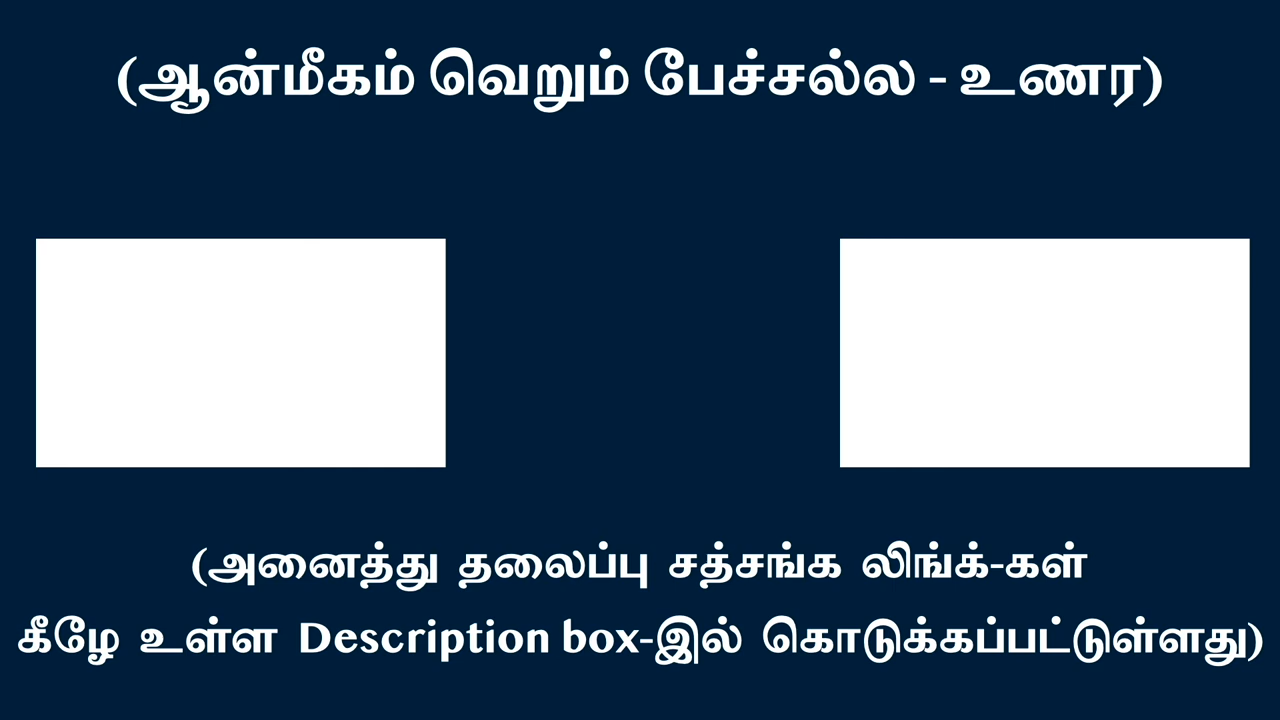 (ஆன்மீகம் வெறும் பேச்சல்ல - உணர)
(அனைத்து தலைப்பு சத்சங்க லிங்க்-கள்
கீழே உள்ள Description box-இல் கொடுக்கப்பட்டுள்ளது)